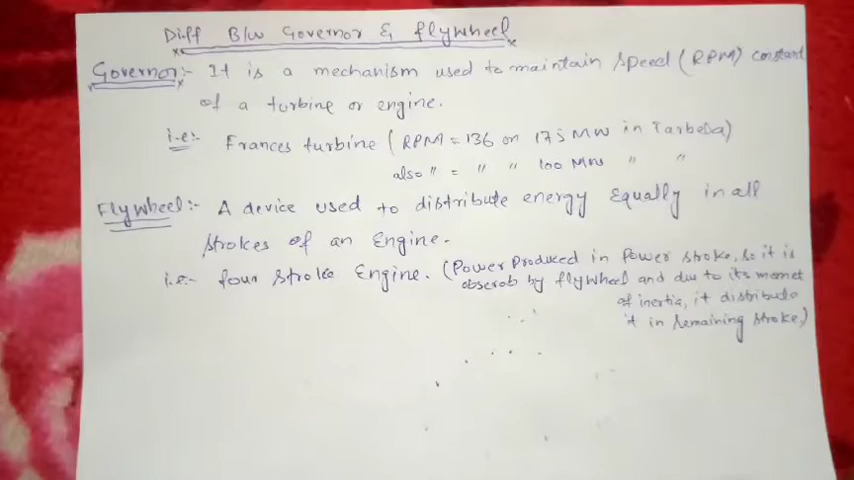 Diff B/w Governor & flywheel
Governor:- It is a mechanism used to maintain speed (RPM) constant
of a turbine or engine.
i.e:- Frances turbine (RPM = 136 on 175 MW in Tarbela)
also " = " " 100 MW " "
Flywheel:- A device used to distribute energy Equally in all
strokes of an Engine.
i.e:- four stroke Engine. (Power Produced in Power stroke, so it is
obserob by flywheel and due to its momet
of inertia, it distribute
it in remaining stroke,)